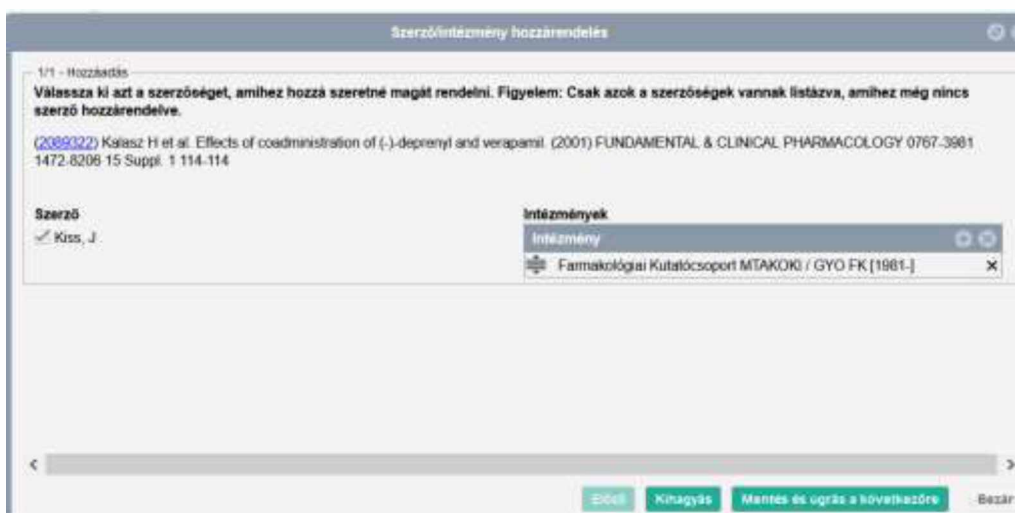 Szerző/intézmény hozzárendelés
1/1 - Hozzáadás
Válassza ki azt a szerzőséget, amihez hozzá szeretné magát rendelni. Figyelem: Csak azok a szerzőségek vannak listázva, amihez még nincs
szerző hozzárendelve.
(2089322) Kalasz H et al. Effects of coadministration of (-)-deprenyl and verapamil. (2001) FUNDAMENTAL & CLINICAL PHARMACOLOGY 0767-3981
1472-8206 15 Suppl. 1 114-114
Szerző
Intézmények
Kiss, J
Intézmény
Farmakológiai Kutatócsoport MTAKOKI / GYO FK [1981-]
Előző
Kihagyás
Mentés és ugrás a következőre
Bezár